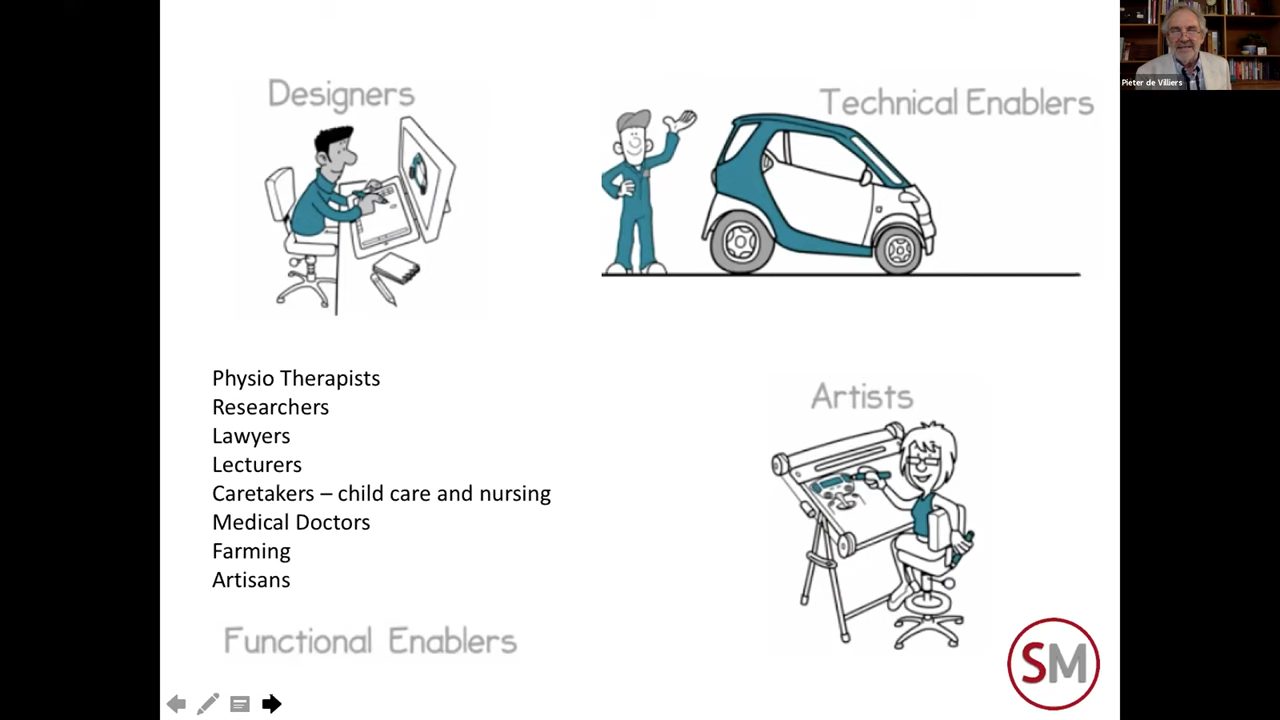 Designers
Technical Enablers
Pieter de Villiers
Physio Therapists
Researchers
Lawyers
Lecturers
Caretakers – child care and nursing
Medical Doctors
Farming
Artisans
Artists
Functional Enablers
SM